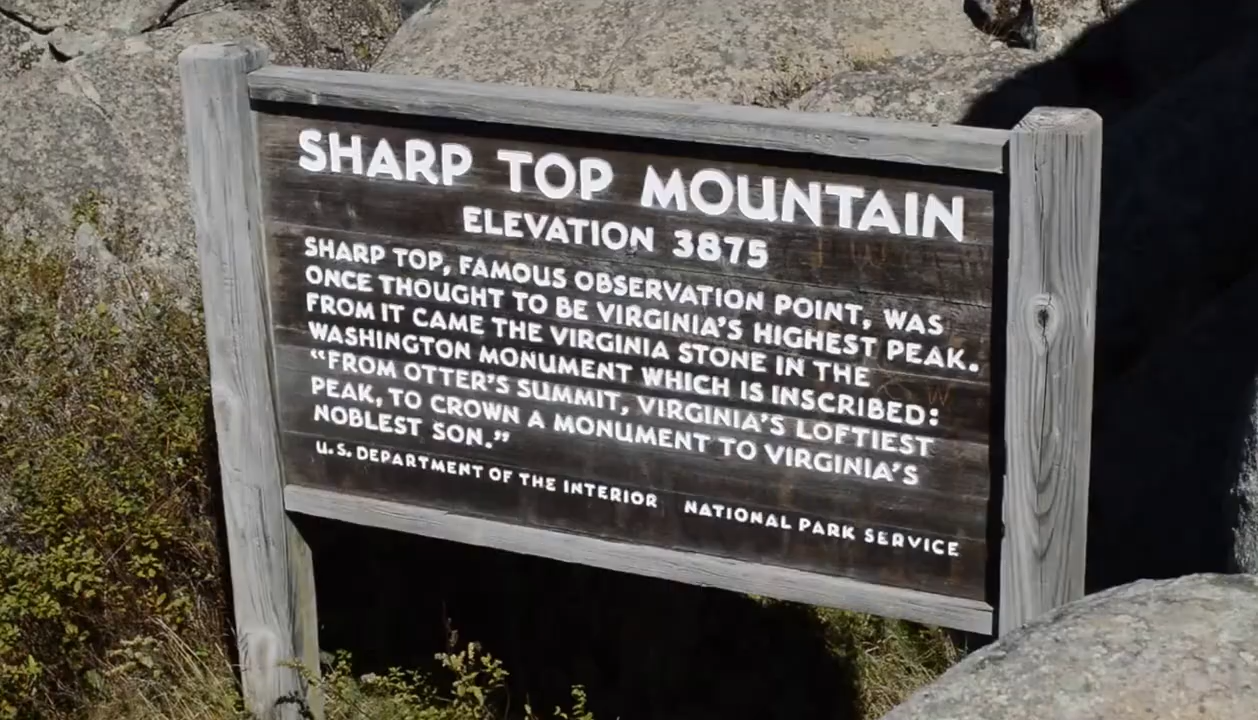 SHARP TOP MOUNTAIN
ELEVATION 3875
SHARP TOP, FAMOUS OBSERVATION POINT, WAS
ONCE THOUGHT TO BE VIRGINIA'S HIGHEST PEAK.
FROM IT CAME THE VIRGINIA STONE IN THE
WASHINGTON MONUMENT WHICH IS INSCRIBED:
“FROM OTTER'S SUMMIT, VIRGINIA'S LOFTIEST
PEAK, TO CROWN A MONUMENT TO VIRGINIA'S
NOBLEST SON.”
U.S. DEPARTMENT OF THE INTERIOR NATIONAL PARK SERVICE